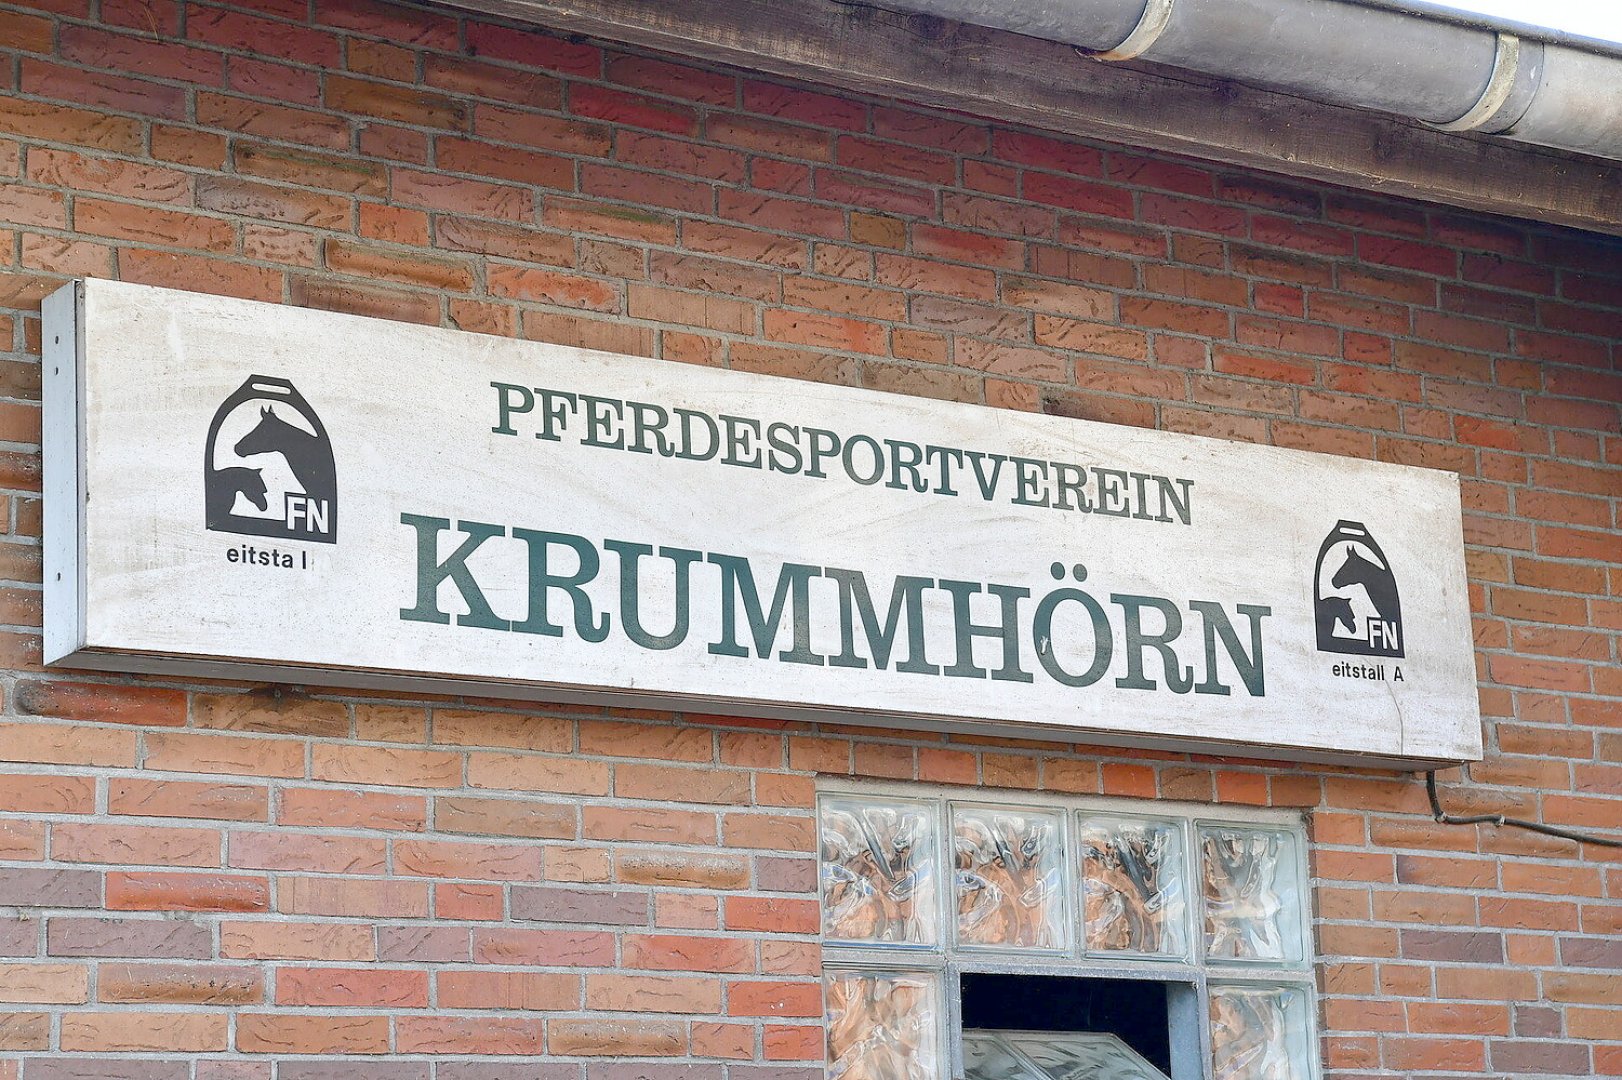 PFERDESPORTVEREIN
KRUMMHÖRN
FN
eitsta l
FN
eitstall A